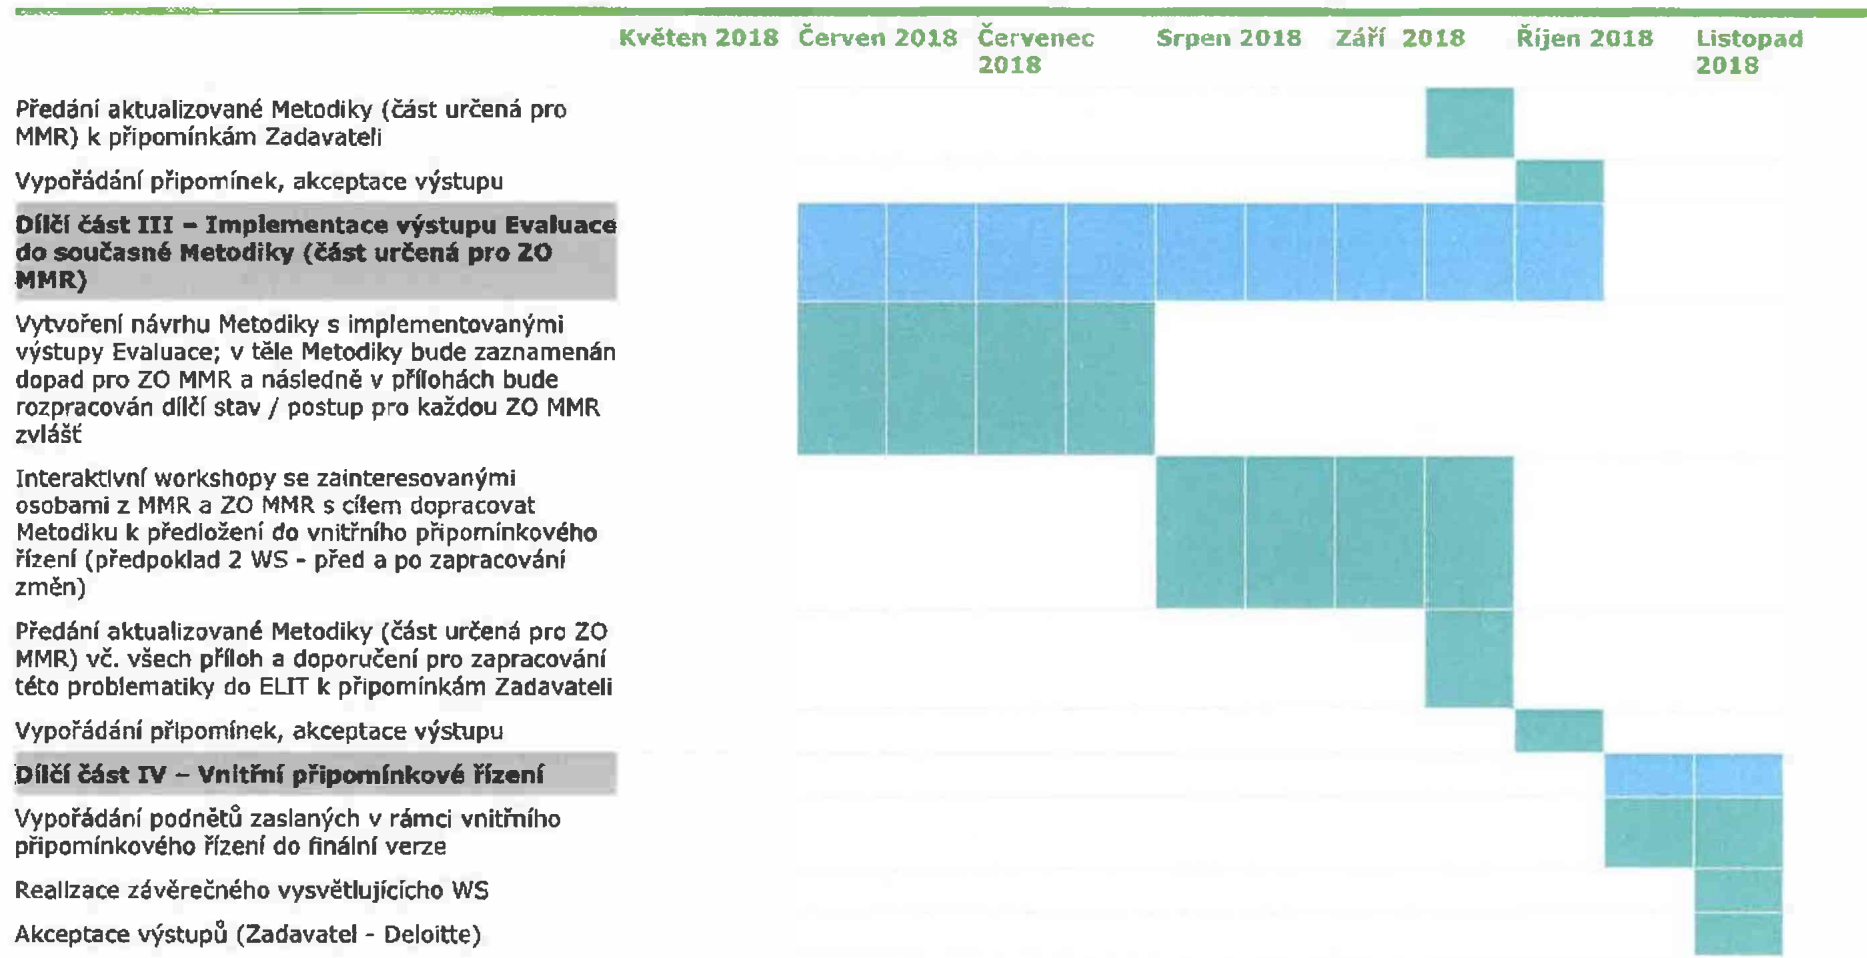 Květen 2018 Červen 2018 Červenec Srpen 2018 Září 2018 Říjen 2018 Listopad
2018 2018
Předání aktualizované Metodiky (část určená pro
MMR) k připomínkám Zadavateli
Vypořádání připomínek, akceptace výstupu
Dílčí část III – Implementace výstupu Evaluace
do současné Metodiky (část určená pro ZO
MMR)
Vytvoření návrhu Metodiky s implementovanými
výstupy Evaluace; v těle Metodiky bude zaznamenán
dopad pro ZO MMR a následně v přílohách bude
rozpracován dílčí stav / postup pro každou ZO MMR
zvlášť
Interaktivní workshopy se zainteresovanými
osobami z MMR a ZO MMR s cílem dopracovat
Metodiku k předložení do vnitřního připomínkového
řízení (předpoklad 2 WS - před a po zapracování
změn)
Předání aktualizované Metodiky (část určená pro ZO
MMR) vč. všech příloh a doporučení pro zapracování
této problematiky do ELIT k připomínkám Zadavateli
Vypořádání připomínek, akceptace výstupu
Dílčí část IV – Vnitřní připomínkové řízení
Vypořádání podnětů zaslaných v rámci vnitřního
připomínkového řízení do finální verze
Realizace závěrečného vysvětlujícícho WS
Akceptace výstupů (Zadavatel - Deloitte)